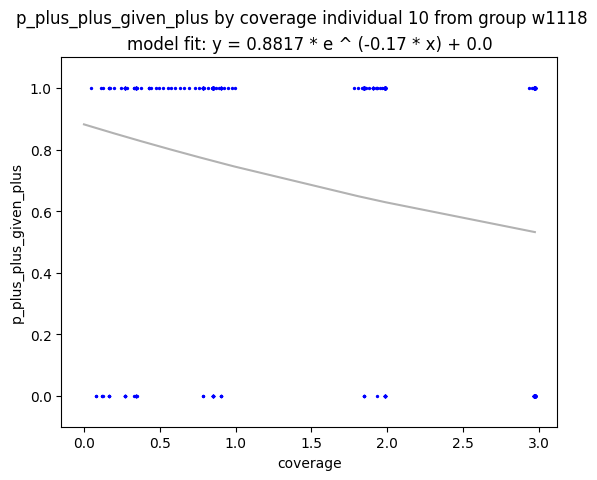 p_plus_plus_given_plus by coverage individual 10 from group w1118
model fit: y = 0.8817 * e ^ (-0.17 * x) + 0.0
1.0
0.8
0.6
0.4
0.2
0.0
p_plus_plus_given_plus
0.0 0.5 1.0 1.5 2.0 2.5 3.0
coverage